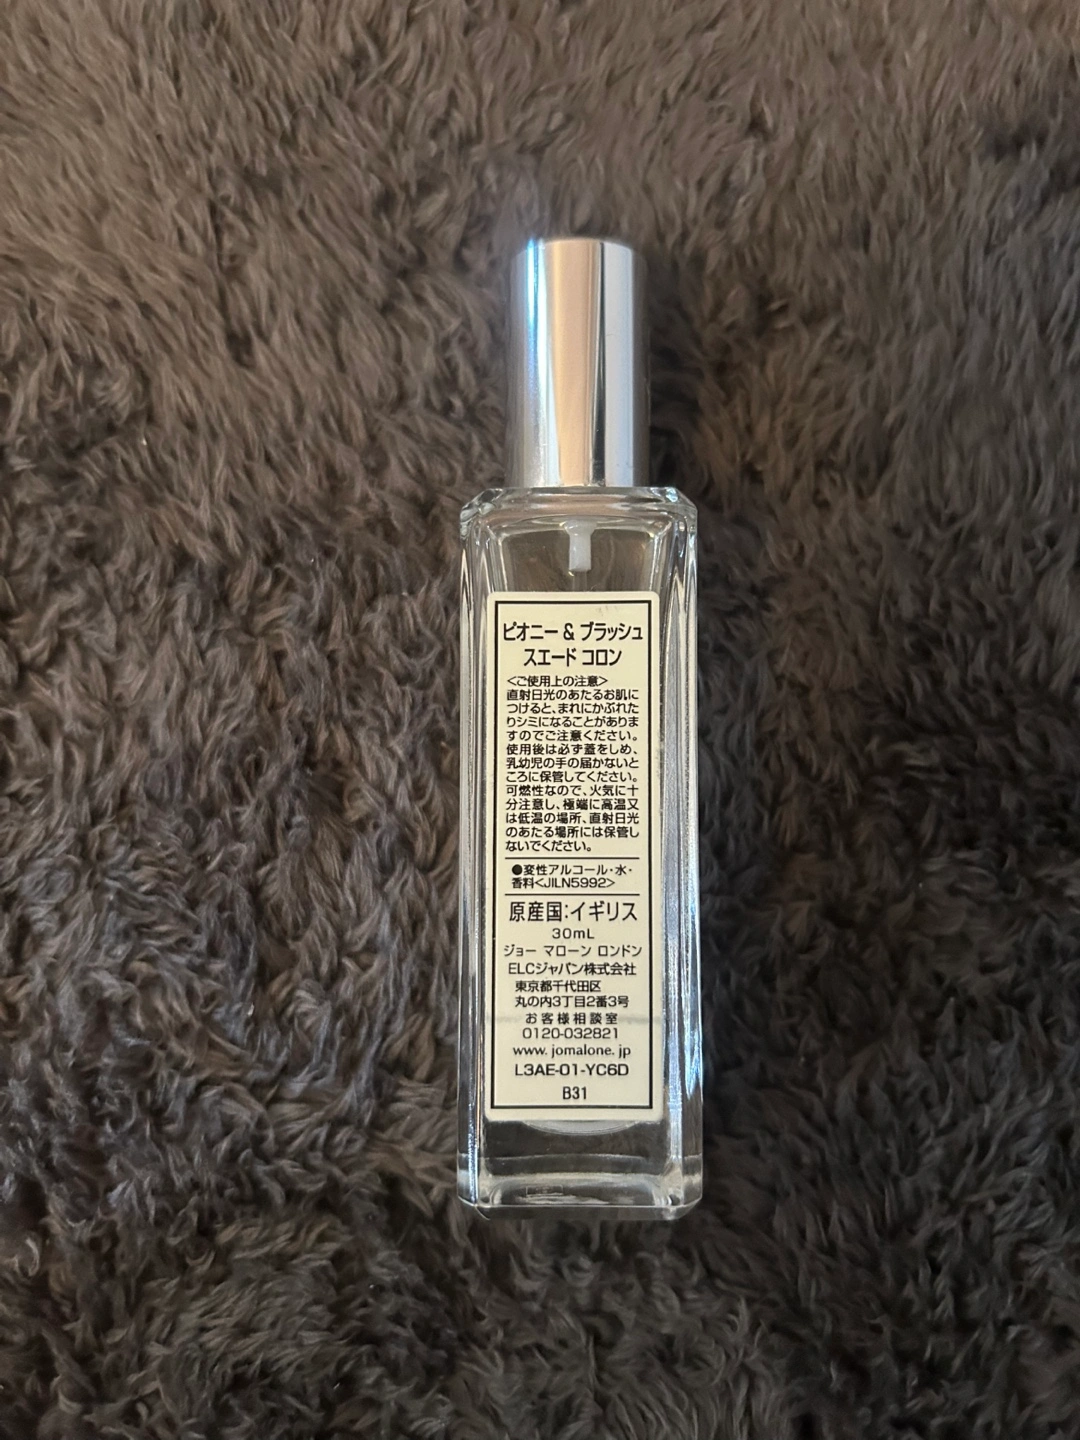 ピオニー & ブラッシュ
スエード コロン
<ご使用上の注意>
直射日光のあたるお肌に
つけると、まれにかぶれた
りシミになることがありま
すのでご注意ください。
使用後は必ず蓋をしめ、
乳幼児の手の届かないと
ころに保管してください。
可燃性なので、火気に十
分注意し、極端に高温又
は低温の場所、直射日光
のあたる場所には保管し
ないでください。
●変性アルコール・水・
香料<JILN5992>
原産国:イギリス
30mL
ジョー マローン ロンドン
ELCジャパン株式会社
東京都千代田区
丸の内3丁目2番3号
お客様相談室
0120-032821
www.jomalone.jp
L3AE-01-YC6D
B31